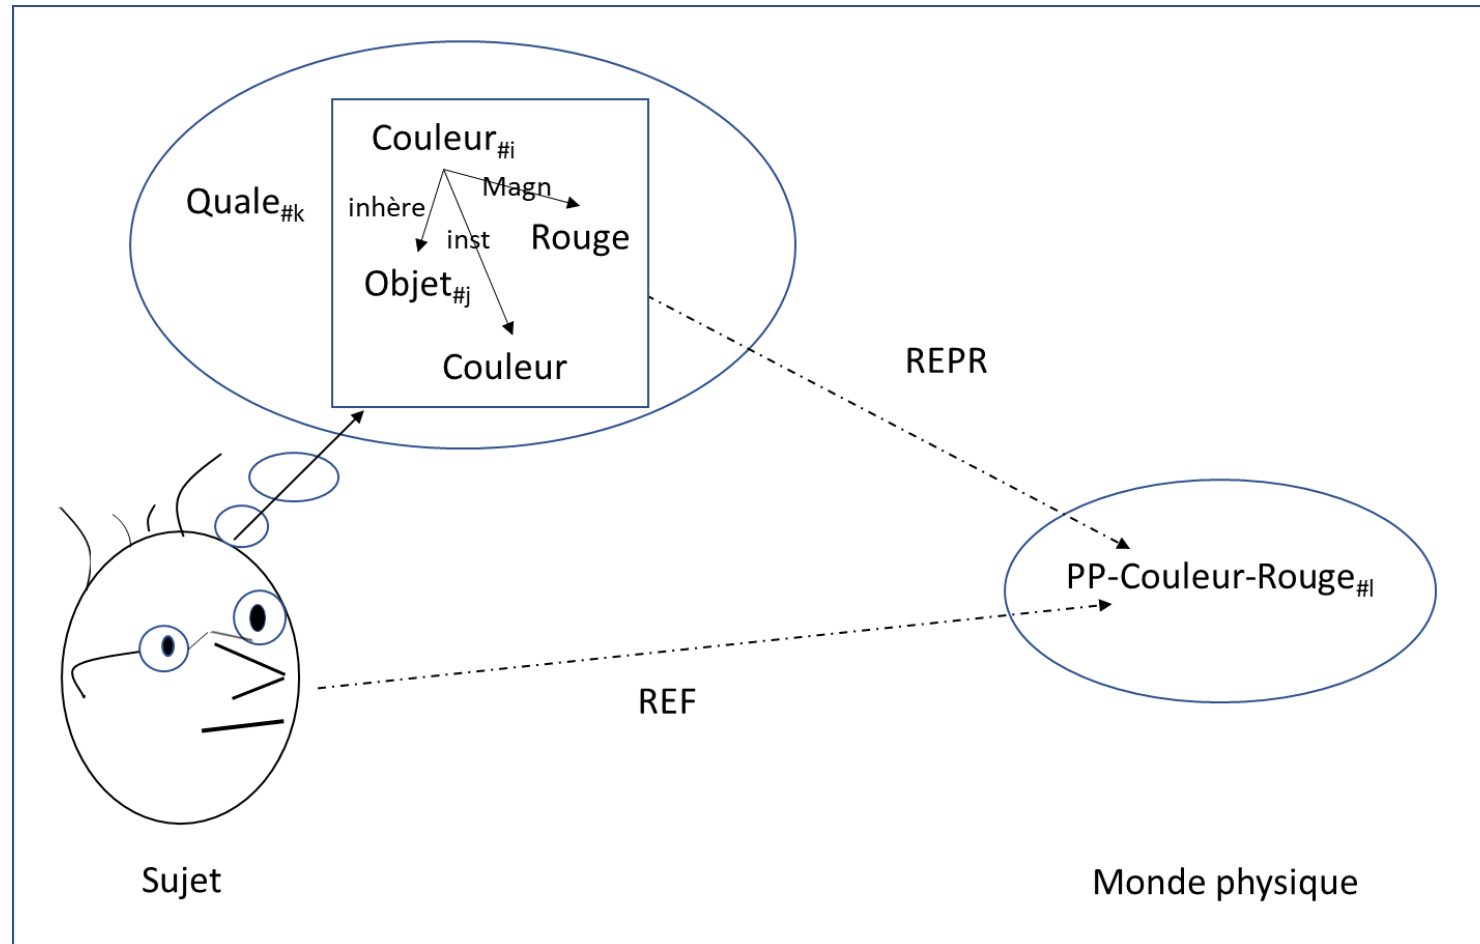 Couleur#i
Quale#k
Magn
inhère
inst
Rouge
Objet#j
Couleur
REPR
PP-Couleur-Rouge#l
REF
Sujet
Monde physique